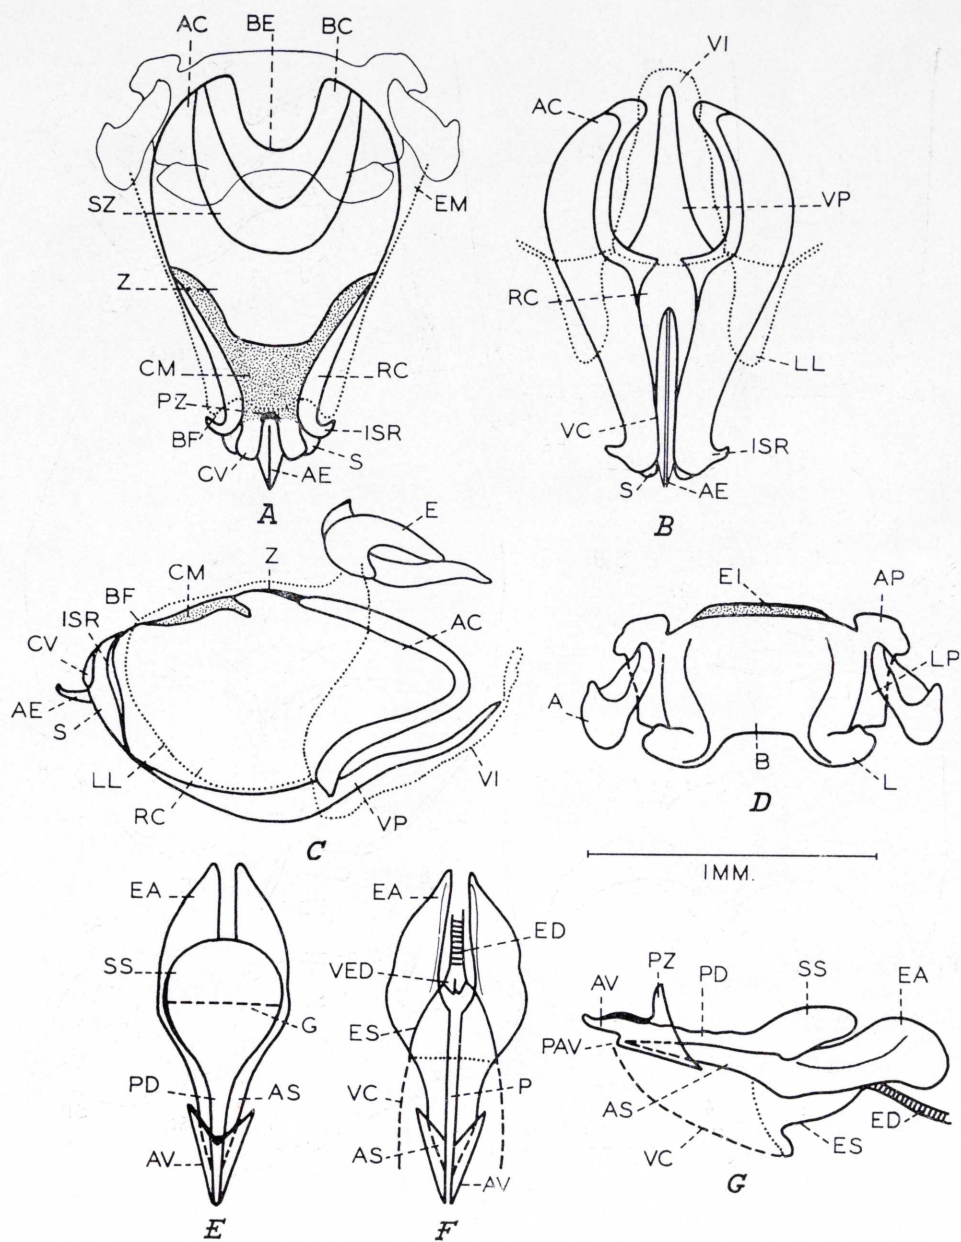 AC BE BC
SZ EM
Z
CM RC
PZ
BF ISR
CV AE S
A
VI
AC
VP
RC
LL
VC
ISR
S AE
B
E
Z
CM
BF
ISR
CV
AC
AE
S
LL
RC
VP
VI
C
EI AP
LP
A
B
L
D
1MM.
EA
SS
G
PD AS
AV
E
EA
ED
VED
ES
VC P
AS
AV
F
AV PZ PD SS EA
PAV
AS
VC ES ED
G